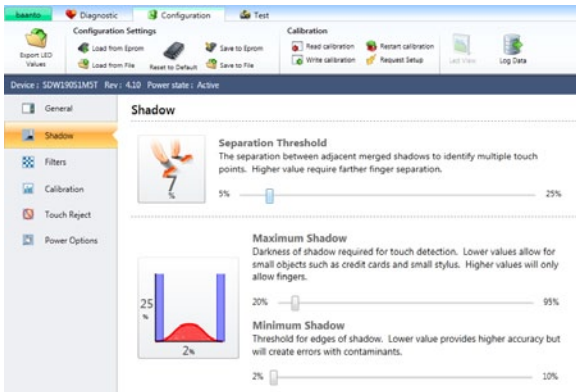 baanto Diagnostic Configuration Test
Configuration Settings Calibration
Export LED Values
Load from Eprom
Load from File
Reset to Default
Save to Eprom
Save to File
Read calibration
Write calibration
Restart calibration
Request Setup
Last View
Log Data
Device : SDW190S1M5T Rev : 4.10 Power state : Active
General
Shadow
Filters
Calibration
Touch Reject
Power Options
Shadow
7
%
Separation Threshold
The separation between adjacent merged shadows to identify multiple touch
points. Higher value require farther finger separation.
5% 25%
25
%
2%
Maximum Shadow
Darkness of shadow required for touch detection. Lower values allow for
small objects such as credit cards and small stylus. Higher values will only
allow fingers.
20% 95%
Minimum Shadow
Threshold for edges of shadow. Lower value provides higher accuracy but
will create errors with contaminants.
2% 10%